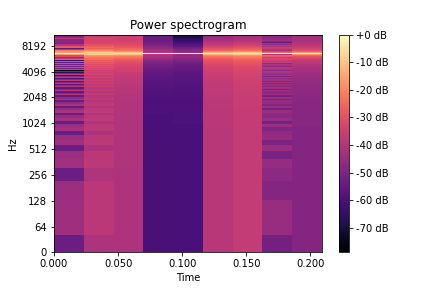 Power spectrogram
8192
4096
2048
1024
512
256
128
64
0
Hz
0.000 0.050 0.100 0.150 0.200
Time
+0 dB
-10 dB
-20 dB
-30 dB
-40 dB
-50 dB
-60 dB
-70 dB